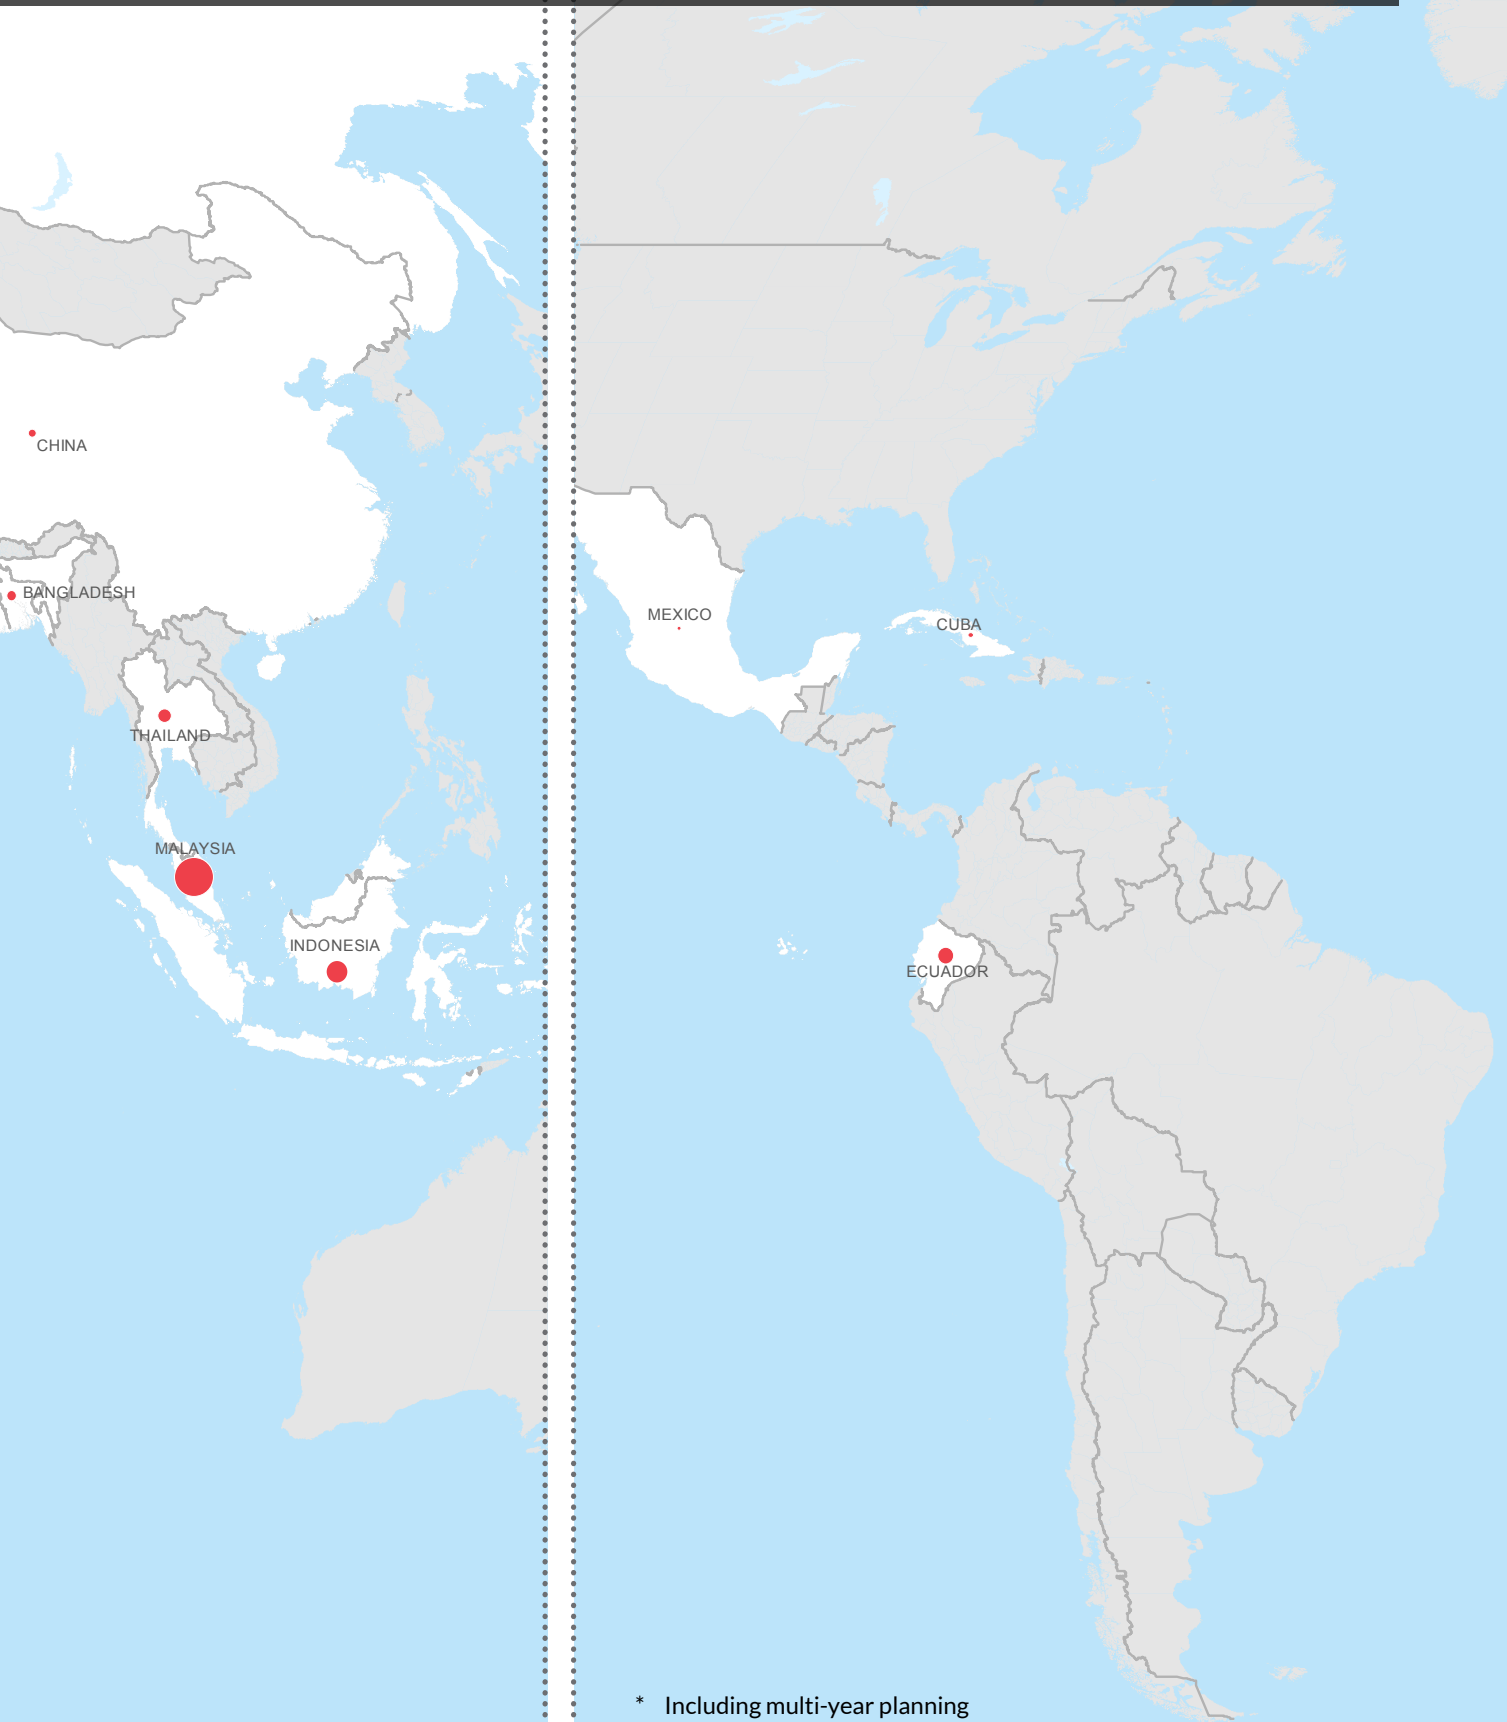 CHINA
BANGLADESH
MEXICO
CUBA
THAILAND
MALAYSIA
INDONESIA
ECUADOR
* Including multi-year planning